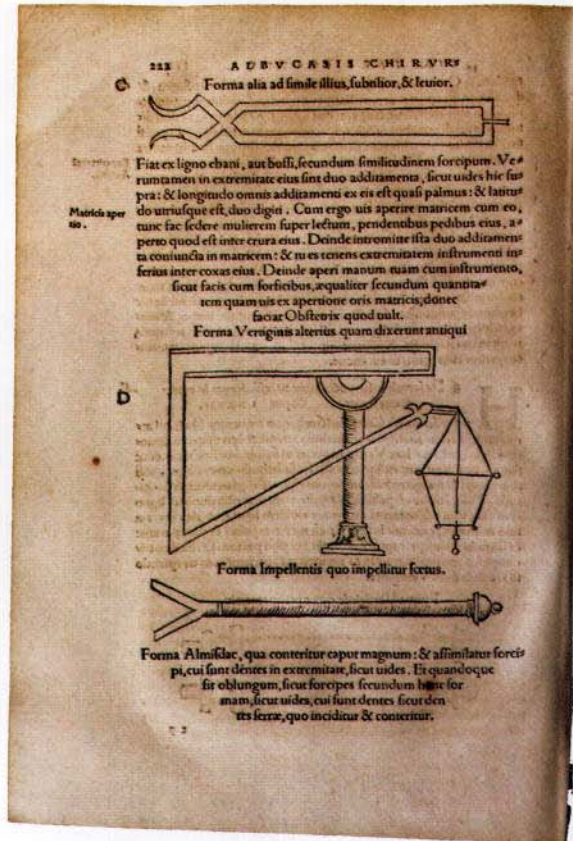 222 ALBVCASIS CHIRVR⸗
C
Forma alia ad simile illius, subtilior, & leuior.
Fiat ex ligno ebani, aut bussi, secundum similitudinem forcipum. Ve⸗
rumtamen in extremitate eius sint duo additamenta, sicut uides hic su⸗
pra: & longitudo omnis additamenti ex eis est quasi palmus: & latitu⸗
Matricis aper
tio.
do utriusque est, duo digiti. Cum ergo uis aperire matricem cum eo,
tunc fac sedere mulierem super lectum, pendentibus pedibus eius, a⸗
perto quod est inter crura eius. Deinde intromitte ista duo additamen⸗
ta coniuncta in matricem: & tu es tenens extremitatem instrumenti in⸗
ferius inter coxas eius. Deinde aperi manum tuam cum instrumento,
sicut facis cum forficibus, æqualiter secundum quantita⸗
tem quam uis ex apertione oris matricis, donec
faciat Obstetrix quod uult.
Forma Vertiginis alterius quam dixerunt antiqui
D
Forma Impellentis quo impellitur fœtus.
Forma Almisdac, qua conteritur caput magnum: & assimilatur forci⸗
pi, cui sunt dentes in extremitate, sicut uides. Et quandoque
fit oblongum, sicut forcipes secundum hanc for
mam, sicut uides, cui sunt dentes sicut den
tes serræ, quo inciditur & conteritur.